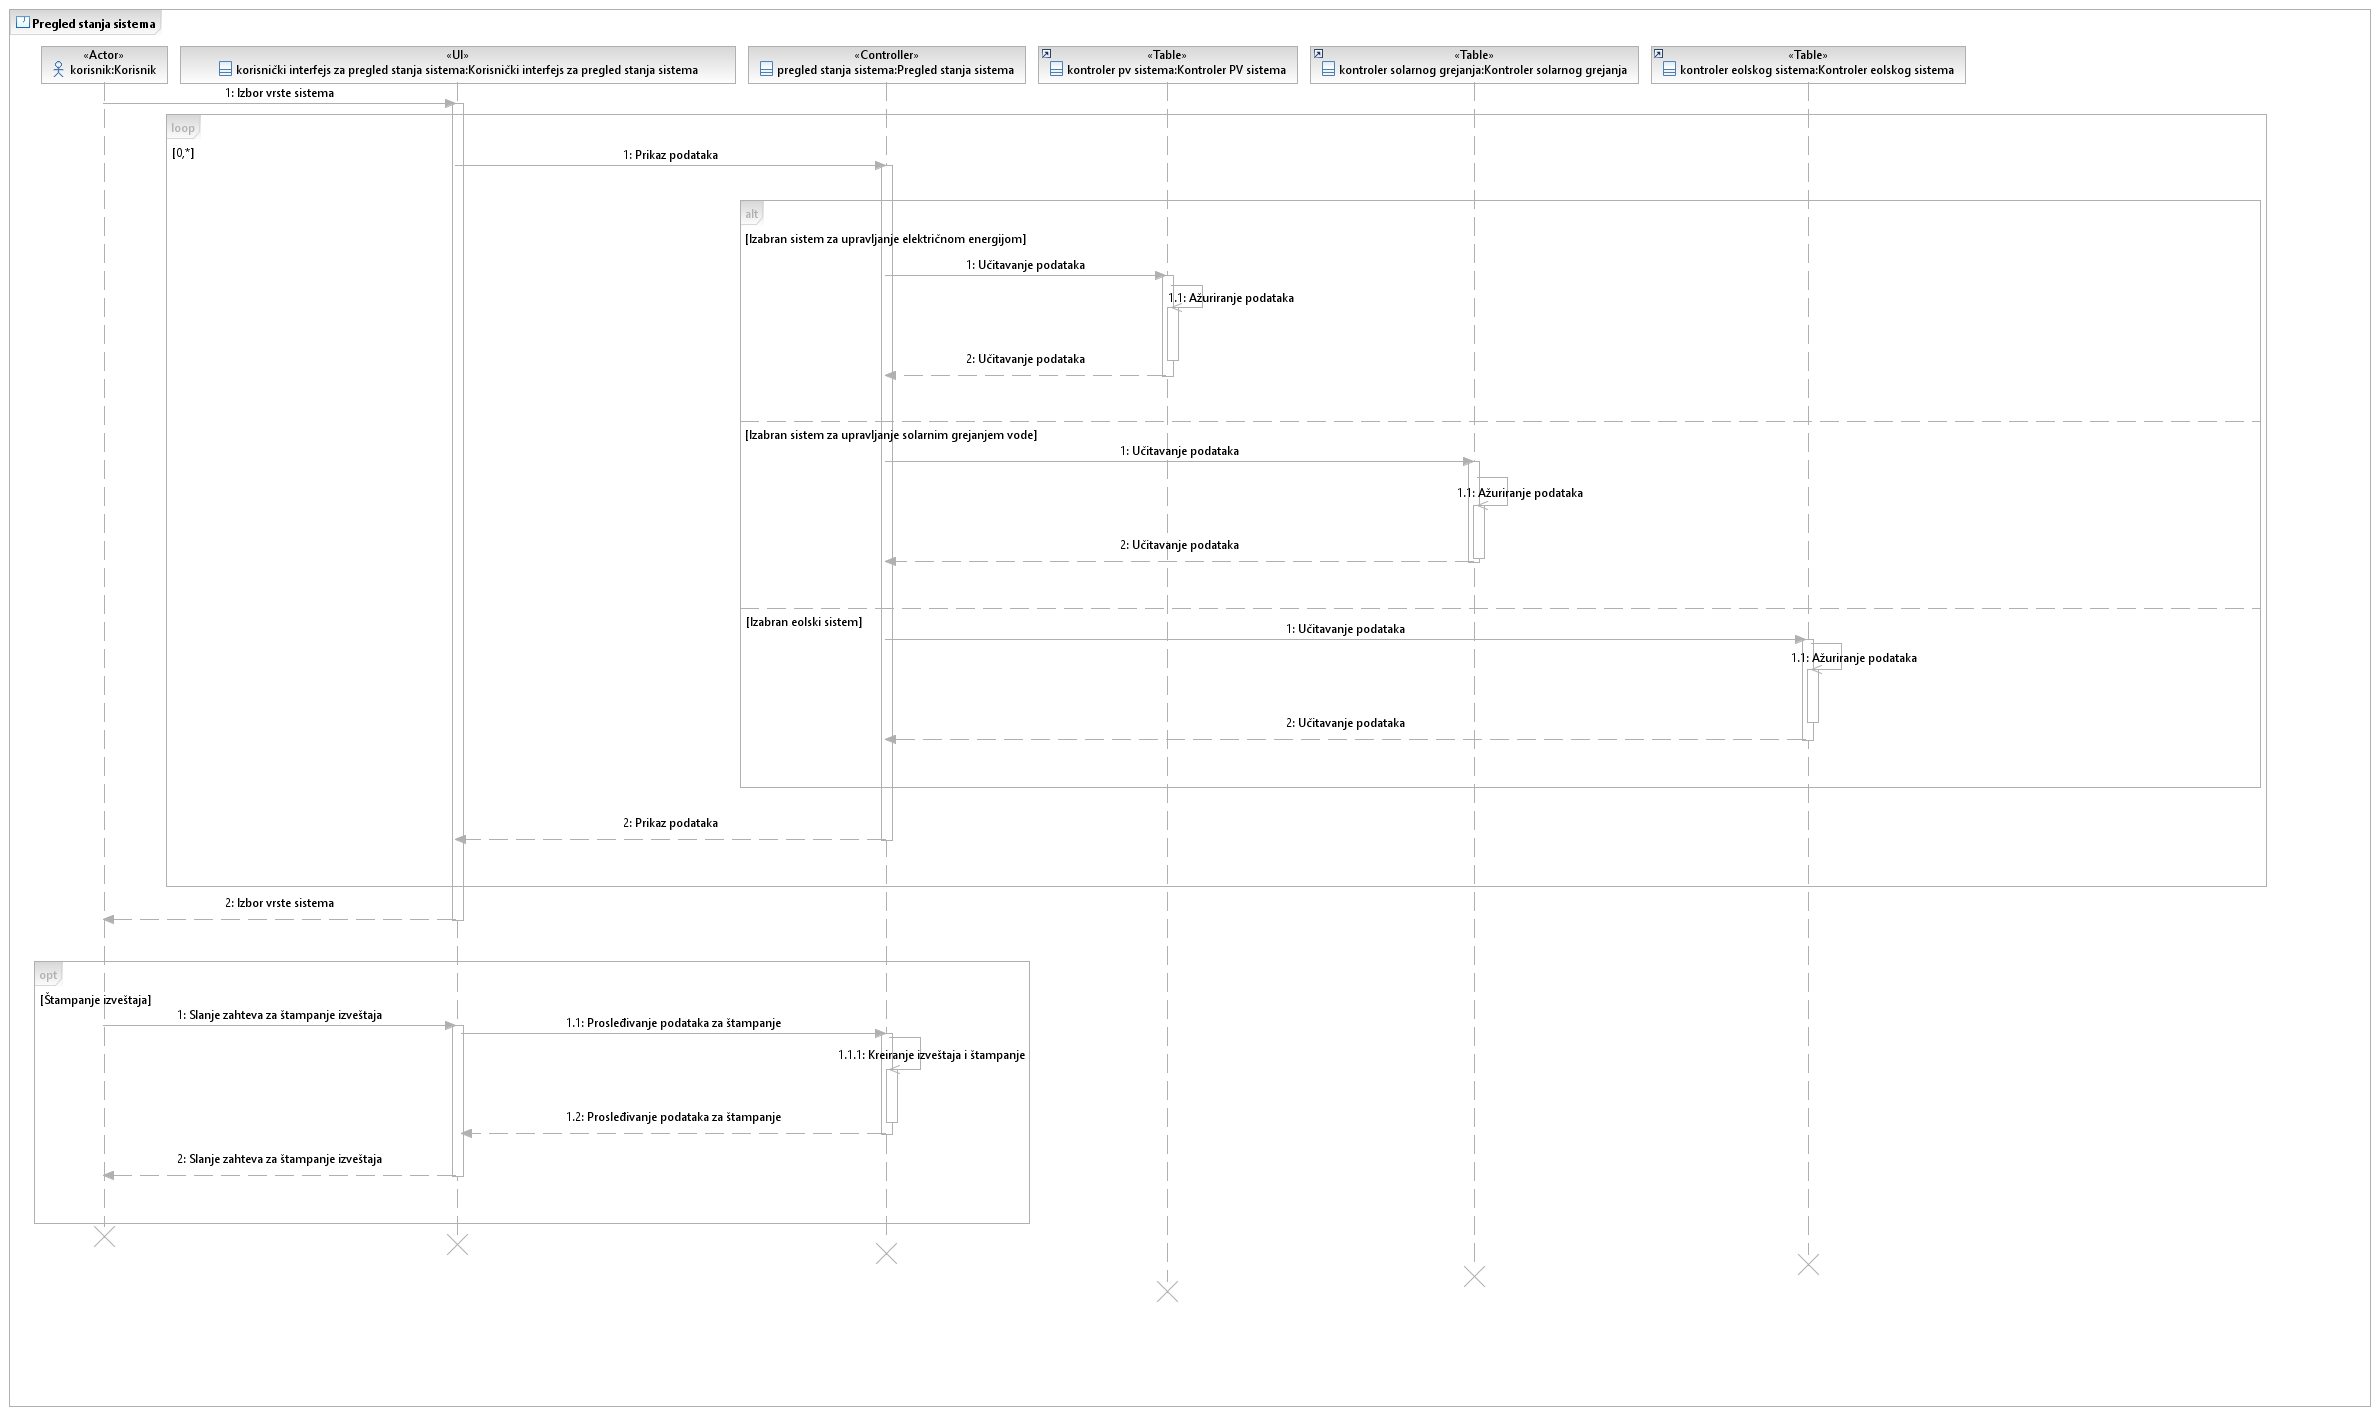 Pregled stanja sistema
«Actor»
korisnik:Korisnik
«UI»
korisnički interfejs za pregled stanja sistema:Korisnički interfejs za pregled stanja sistema
«Controller»
pregled stanja sistema:Pregled stanja sistema
«Table»
kontroler pv sistema:Kontroler PV sistema
«Table»
kontroler solarnog grejanja:Kontroler solarnog grejanja
«Table»
kontroler eolskog sistema:Kontroler eolskog sistema
1: Izbor vrste sistema
loop
[0,*]
1: Prikaz podataka
alt
[Izabran sistem za upravljanje električnom energijom]
1: Učitavanje podataka
1.1: Ažuriranje podataka
2: Učitavanje podataka
[Izabran sistem za upravljanje solarnim grejanjem vode]
1: Učitavanje podataka
1.1: Ažuriranje podataka
2: Učitavanje podataka
[Izabran eolski sistem]
1: Učitavanje podataka
1.1: Ažuriranje podataka
2: Učitavanje podataka
2: Prikaz podataka
2: Izbor vrste sistema
opt
[Štampanje izveštaja]
1: Slanje zahteva za štampanje izveštaja
1.1: Prosleđivanje podataka za štampanje
1.1.1: Kreiranje izveštaja i štampanje
1.2: Prosleđivanje podataka za štampanje
2: Slanje zahteva za štampanje izveštaja